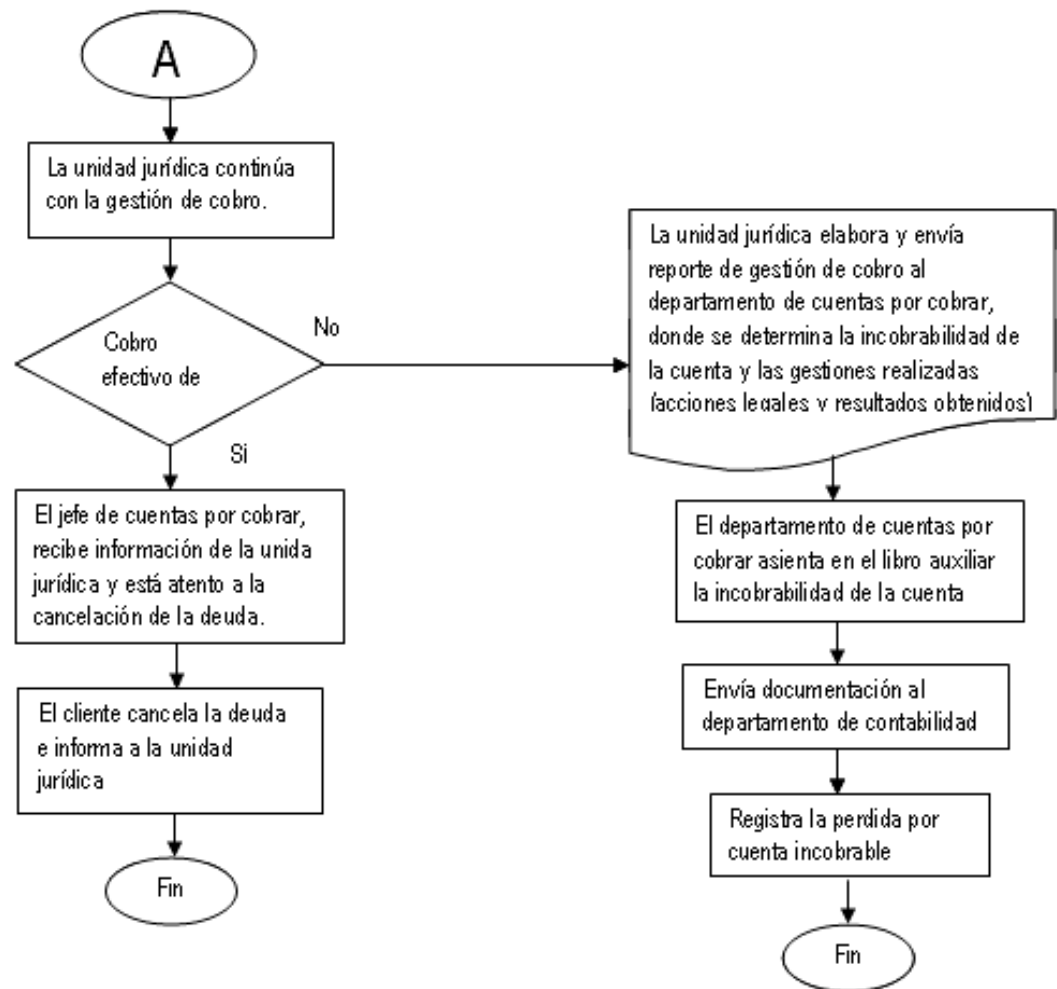 A
La unidad jurídica continúa
con la gestión de cobro.
Cobro
efectivo de
No
Si
El jefe de cuentas por cobrar,
recibe información de la unida
jurídica y está atento a la
cancelación de la deuda.
El cliente cancela la deuda
e informa a la unidad
jurídica
Fin
La unidad jurídica elabora y envía
reporte de gestión de cobro al
departamento de cuentas por cobrar,
donde se determina la incobrabilidad de
la cuenta y las gestiones realizadas
(acciones legales y resultados obtenidos)
El departamento de cuentas por
cobrar asienta en el libro auxiliar
la incobrabilidad de la cuenta
Envía documentación al
departamento de contabilidad
Registra la perdida por
cuenta incobrable
Fin